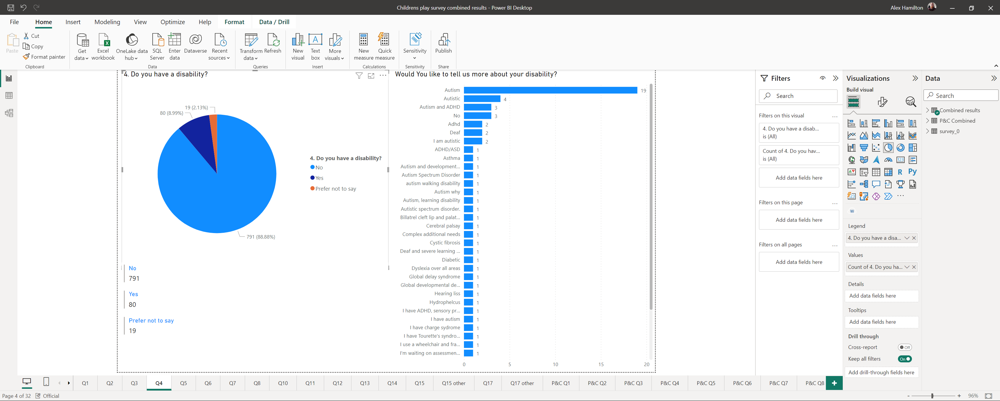 Childrens play survey combined results - Power BI Desktop
Alex Hamilton
File Home Insert Modeling View Optimize Help Format Data / Drill
Paste
Cut
Copy
Format painter
Clipboard
Get data
Excel workbook
OneLake data hub
SQL Server
Enter data
Dataverse
Recent sources
Data
Transform data
Refresh
Queries
New visual
Text box
More visuals
Insert
New measure
Quick measure
Calculations
Sensitivity
Sensitivity
Publish
Share
4. Do you have a disability?
19 (2.13%)
80 (8.99%)
791 (88.88%)
4. Do you have a disability?
No
Yes
Prefer not to say
No
791
Yes
80
Prefer not to say
19
Would You like to tell us more about your disability?
Autism 19
Autistic 4
Autism and ADHD 3
No 3
Adhd 2
Deaf 2
I am autistic 2
ADHD/ASD 1
Asthma 1
Autism and development... 1
Autism Spectrum Disorder 1
autism walking disability 1
Autism why 1
Autism, learning disability 1
Autistic spectrum disorder. 1
Billatrel cleft lip and palat... 1
Cerebral palsay 1
Complex additional needs 1
Cystic fibrosis 1
Deaf and severe learning ... 1
Diabetic 1
Dyslexia over all areas 1
Global delay syndrome 1
Global developmental de... 1
Hearing liss 1
Hydrophelcus 1
I have ADHD, sensory pr... 1
I have autism 1
I have charge sydrome 1
I have Tourette's syndro... 1
I use a wheelchair and fra... 1
I'm waiting on assessmen... 1
0 5 10 15 20
Filters
Search
Filters on this visual
4. Do you have a disab...
is (All)
Count of 4. Do you hav...
is (All)
Add data fields here
Filters on this page
Add data fields here
Filters on all pages
Add data fields here
Visualizations
Build visual
123
R Py
123
W
Legend
4. Do you have a disa...
Values
Count of 4. Do you ha...
Details
Add data fields here
Tooltips
Add data fields here
Drill through
Cross-report Off
Keep all filters On
Add drill-through fields here
Data
Search
Combined results
P&C Combined
survey_0
Q1 Q2 Q3 Q4 Q5 Q6 Q7 Q8 Q10 Q11 Q12 Q13 Q14 Q15 Q15 other Q17 Q17 other P&C Q1 P&C Q2 P&C Q3 P&C Q4 P&C Q5 P&C Q6 P&C Q7 P&C Q8
Page 4 of 32 Official
- + 96%